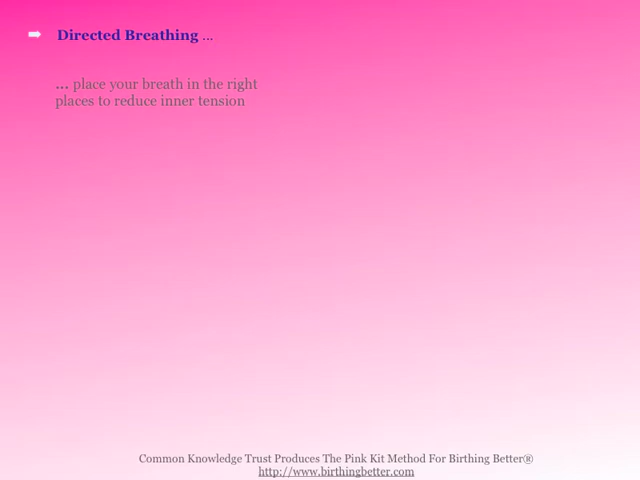 ➡ Directed Breathing ...
... place your breath in the right
places to reduce inner tension
Common Knowledge Trust Produces The Pink Kit Method For Birthing Better®
http://www.birthingbetter.com